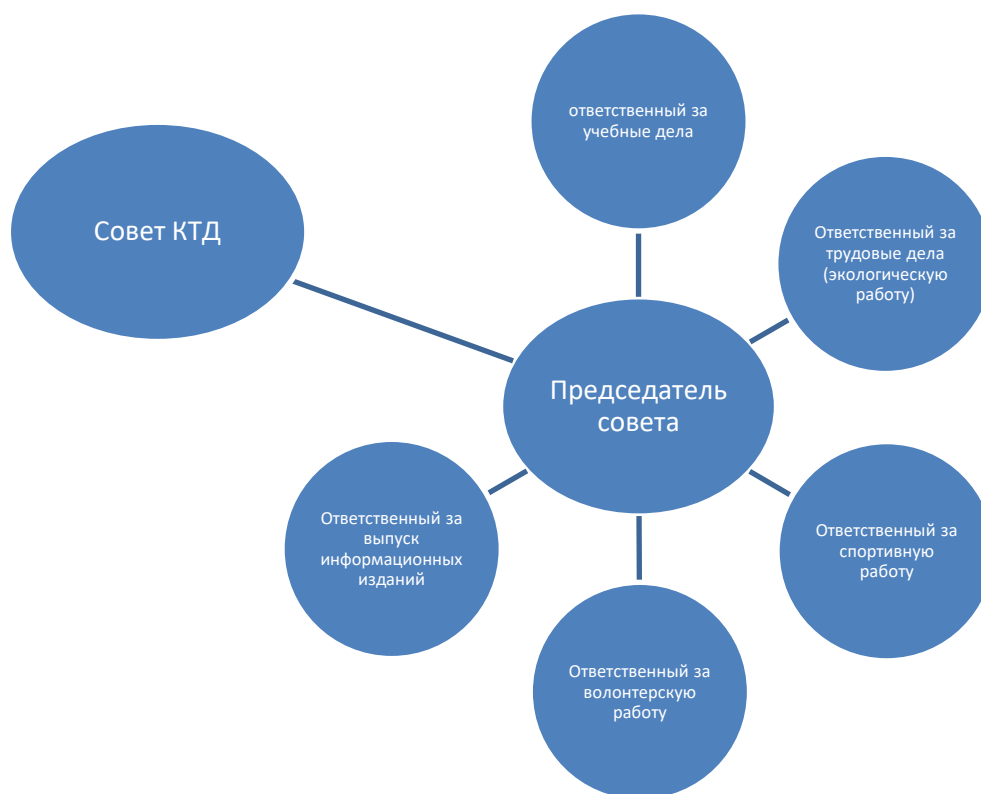 ответственный за
учебные дела
Совет КТД
Ответственный за
трудовые дела
(экологическую
работу)
Председатель
совета
Ответственный за
выпуск
информационных
изданий
Ответственный за
спортивную
работу
Ответственный за
волонтерскую
работу